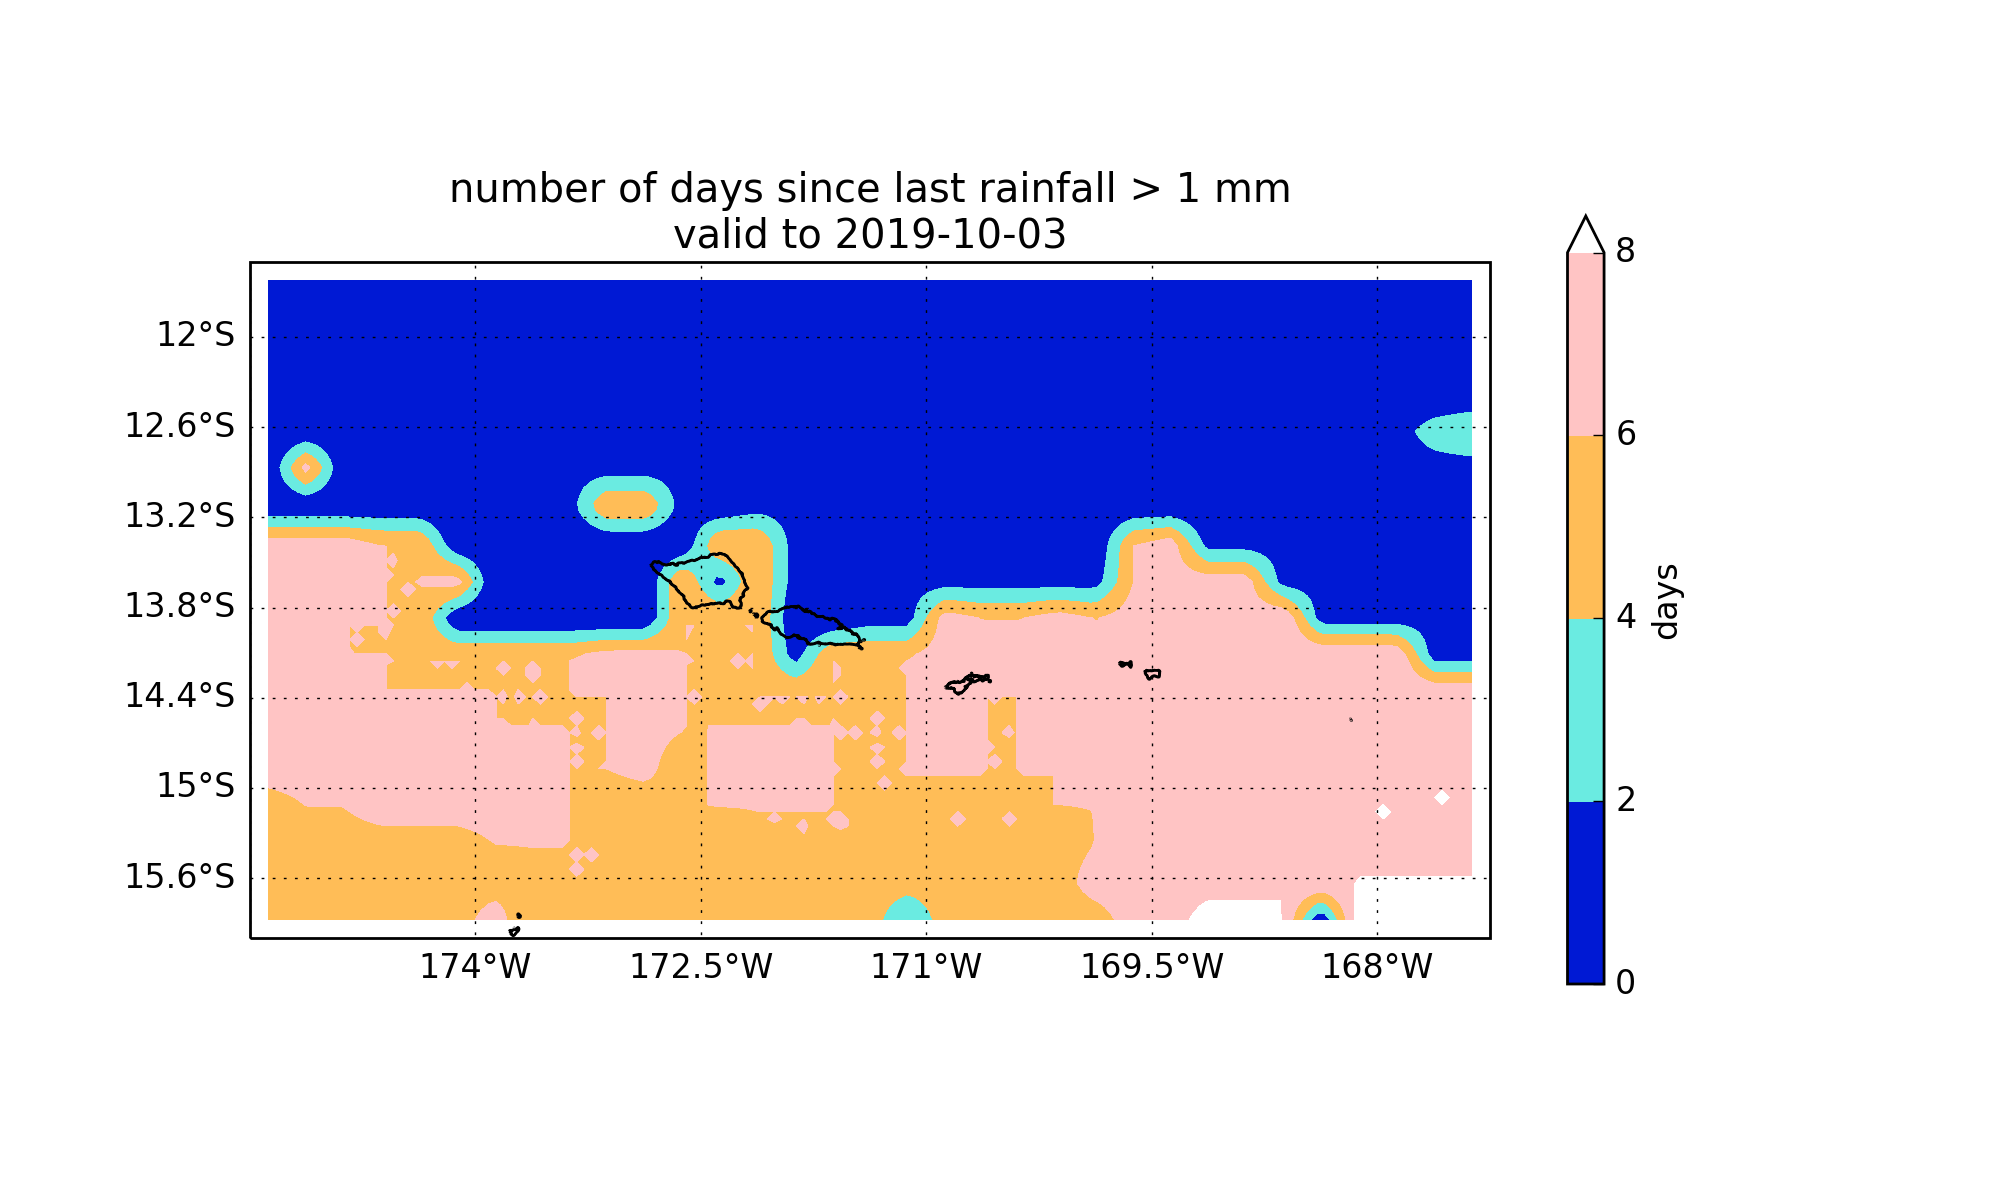 number of days since last rainfall > 1 mm
valid to 2019-10-03
12°S
12.6°S
13.2°S
13.8°S
14.4°S
15°S
15.6°S
174°W
172.5°W
171°W
169.5°W
168°W
8
6
4
2
0
days